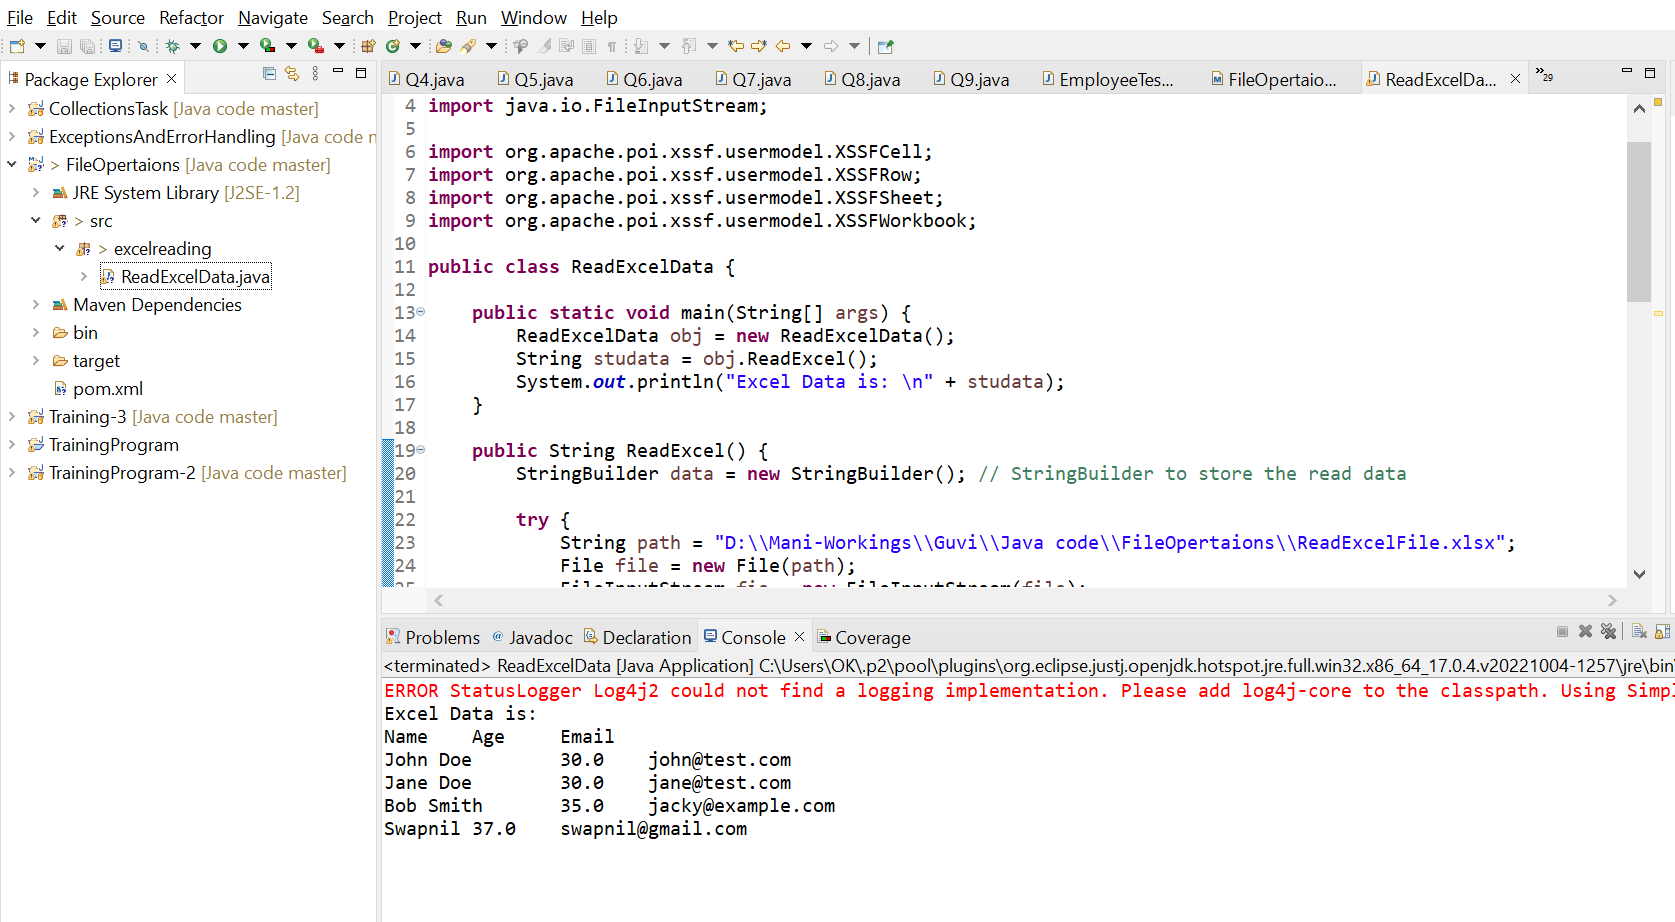 File Edit Source Refactor Navigate Search Project Run Window Help
Package Explorer
CollectionsTask [Java code master]
ExceptionsAndErrorHandling [Java code
> FileOpertaions [Java code master]
JRE System Library [J2SE-1.2]
> src
> excelreading
ReadExcelData.java
Maven Dependencies
bin
target
pom.xml
Training-3 [Java code master]
TrainingProgram
TrainingProgram-2 [Java code master]
Q4.java Q5.java Q6.java Q7.java Q8.java Q9.java EmployeeTes... FileOpertaio... ReadExcelDa... »29
4 import java.io.FileInputStream;
5
6 import org.apache.poi.xssf.usermodel.XSSFCell;
7 import org.apache.poi.xssf.usermodel.XSSFRow;
8 import org.apache.poi.xssf.usermodel.XSSFSheet;
9 import org.apache.poi.xssf.usermodel.XSSFWorkbook;
10
11 public class ReadExcelData {
12
13 public static void main(String[] args) {
14 ReadExcelData obj = new ReadExcelData();
15 String studata = obj.ReadExcel();
16 System.out.println("Excel Data is: \n" + studata);
17 }
18
19 public String ReadExcel() {
20 StringBuilder data = new StringBuilder(); // StringBuilder to store the read data
21
22 try {
23 String path = "D:\\Mani-Workings\\Guvi\\Java code\\FileOpertaions\\ReadExcelFile.xlsx";
24 File file = new File(path);
25 FileInputStream fis = new FileInputStream(file);
Problems Javadoc Declaration Console Coverage
<terminated> ReadExcelData [Java Application] C:\Users\OK\.p2\pool\plugins\org.eclipse.justj.openjdk.hotspot.jre.full.win32.x86_64_17.0.4.v20221004-1257\jre\bin\
ERROR StatusLogger Log4j2 could not find a logging implementation. Please add log4j-core to the classpath. Using Simpl
Excel Data is:
Name Age Email
John Doe 30.0 john@test.com
Jane Doe 30.0 jane@test.com
Bob Smith 35.0 jacky@example.com
Swapnil 37.0 swapnil@gmail.com